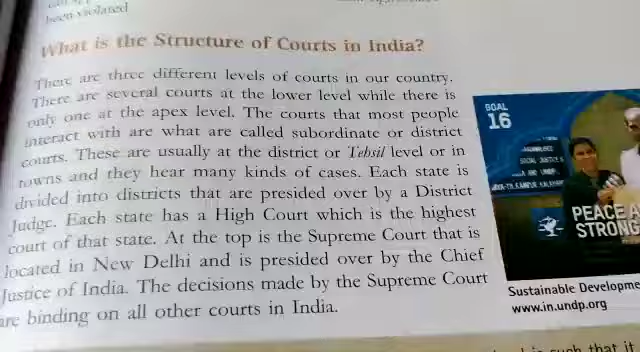 been violated
What is the Structure of Courts in India?
There are three different levels of courts in our country.
There are several courts at the lower level while there is
only one at the apex level. The courts that most people
interact with are what are called subordinate or district
courts. These are usually at the district or Tehsil level or in
towns and they hear many kinds of cases. Each state is
divided into districts that are presided over by a District
Judge. Each state has a High Court which is the highest
court of that state. At the top is the Supreme Court that is
located in New Delhi and is presided over by the Chief
Justice of India. The decisions made by the Supreme Court
are binding on all other courts in India.
GOAL
16
SOCIAL JUSTICE
PEACE
STRONG
Sustainable Developme
www.in.undp.org
such that it